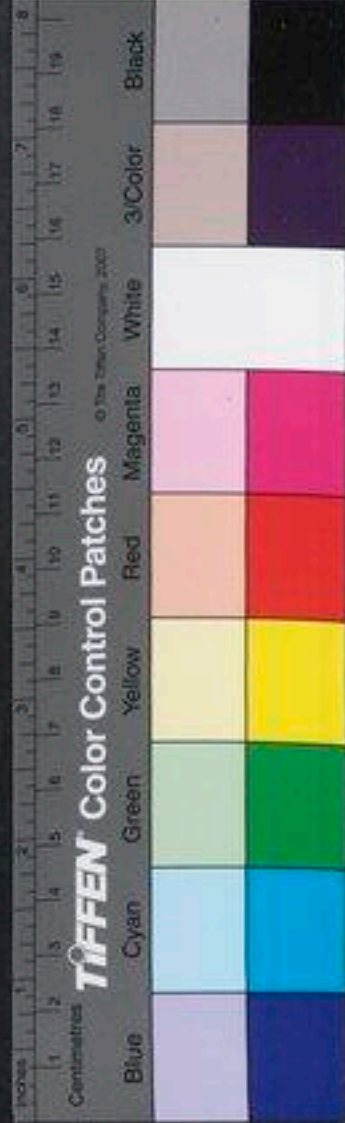 Inches 1 2 3 4 5 6 7 8
Centimetres 1 2 3 4 5 6 7 8 9 10 11 12 13 14 15 16 17 18 19
TIFFEN Color Control Patches © The Tiffen Company, 2007
Blue Cyan Green Yellow Red Magenta White 3/Color Black